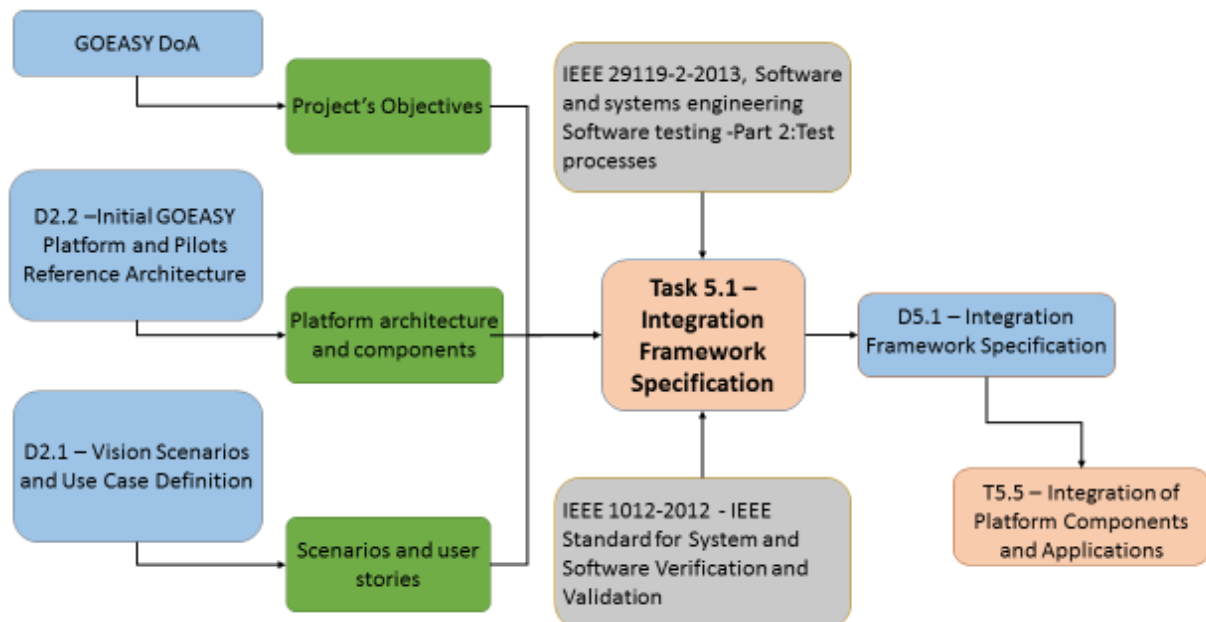 GOEASY DoA
Project's Objectives
D2.2 –Initial GOEASY
Platform and Pilots
Reference Architecture
Platform architecture
and components
D2.1 – Vision Scenarios
and Use Case Definition
Scenarios and user
stories
IEEE 29119-2-2013, Software
and systems engineering
Software testing -Part 2:Test
processes
Task 5.1 –
Integration
Framework
Specification
IEEE 1012-2012 - IEEE
Standard for System and
Software Verification and
Validation
D5.1 – Integration
Framework Specification
T5.5 – Integration of
Platform Components
and Applications